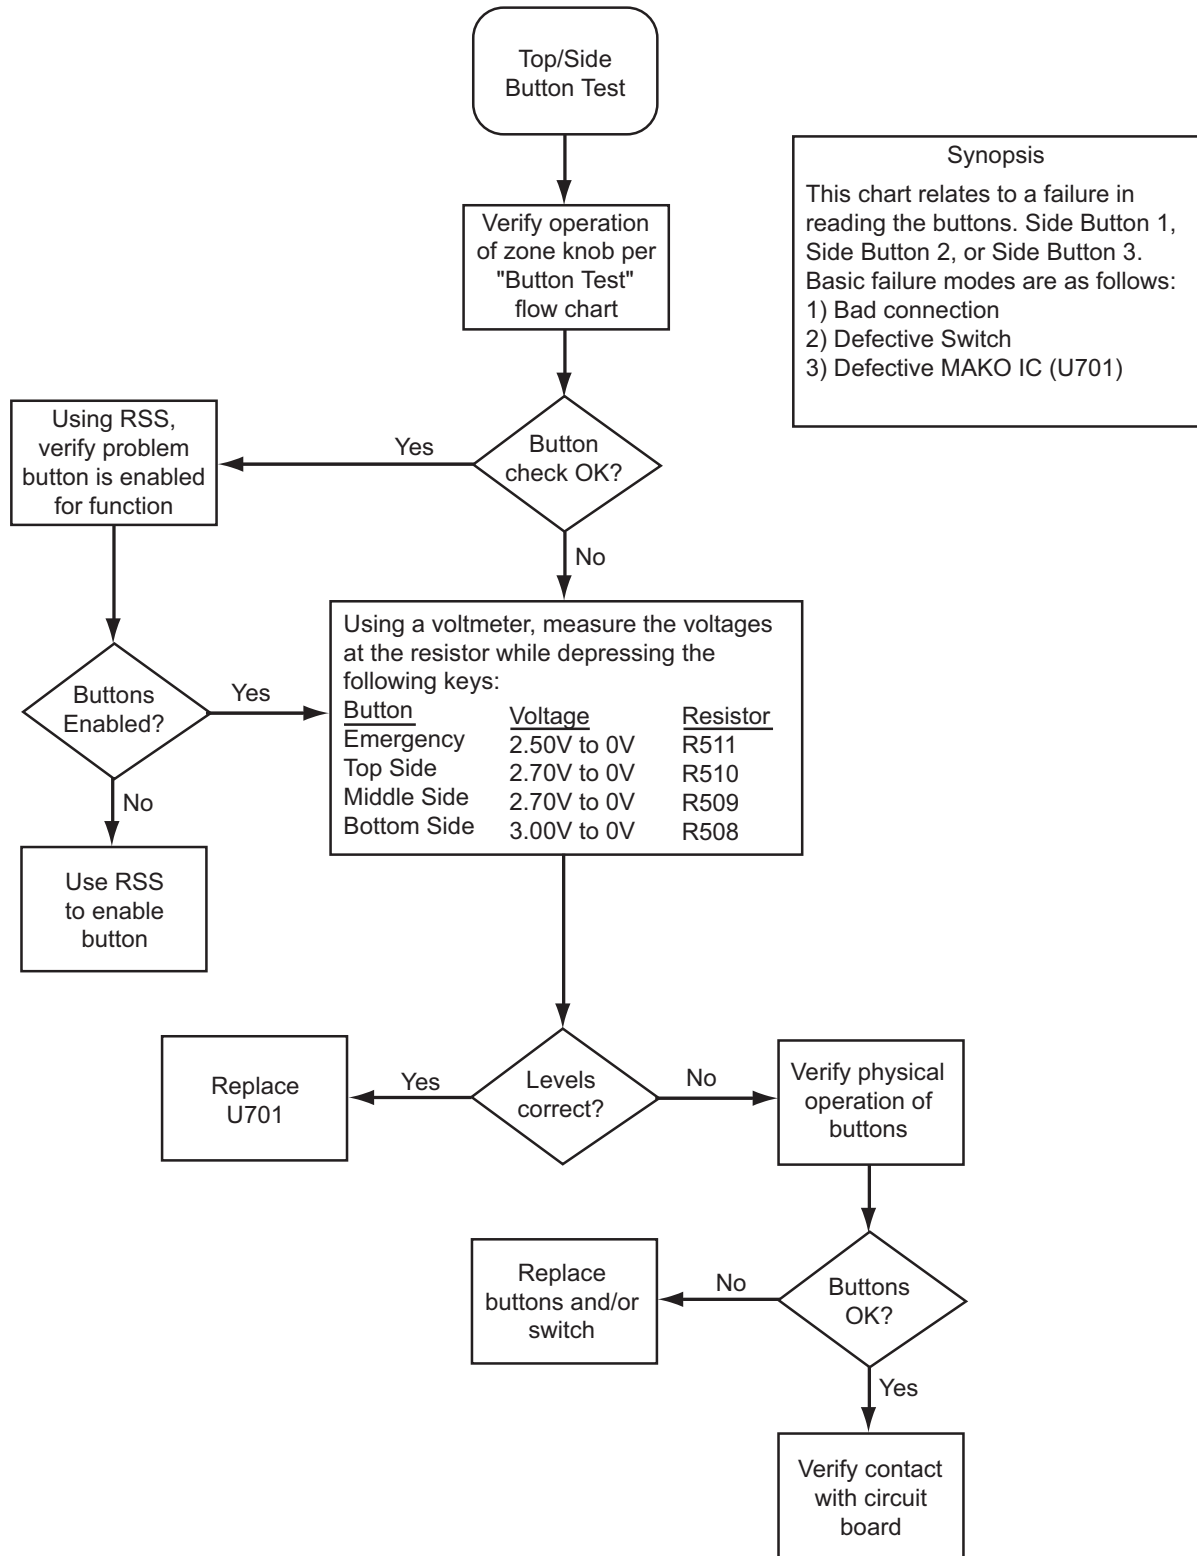 Top/Side
Button Test
Synopsis
This chart relates to a failure in
reading the buttons. Side Button 1,
Side Button 2, or Side Button 3.
Basic failure modes are as follows:
1) Bad connection
2) Defective Switch
3) Defective MAKO IC (U701)
Verify operation
of zone knob per
"Button Test"
flow chart
Button
check OK?
Yes
Using RSS,
verify problem
button is enabled
for function
No
Buttons
Enabled?
Yes
No
Use RSS
to enable
button
Using a voltmeter, measure the voltages
at the resistor while depressing the
following keys:
Button Voltage Resistor
Emergency 2.50V to 0V R511
Top Side 2.70V to 0V R510
Middle Side 2.70V to 0V R509
Bottom Side 3.00V to 0V R508
Levels
correct?
Yes
Replace
U701
No
Verify physical
operation of
buttons
Buttons
OK?
No
Replace
buttons and/or
switch
Yes
Verify contact
with circuit
board